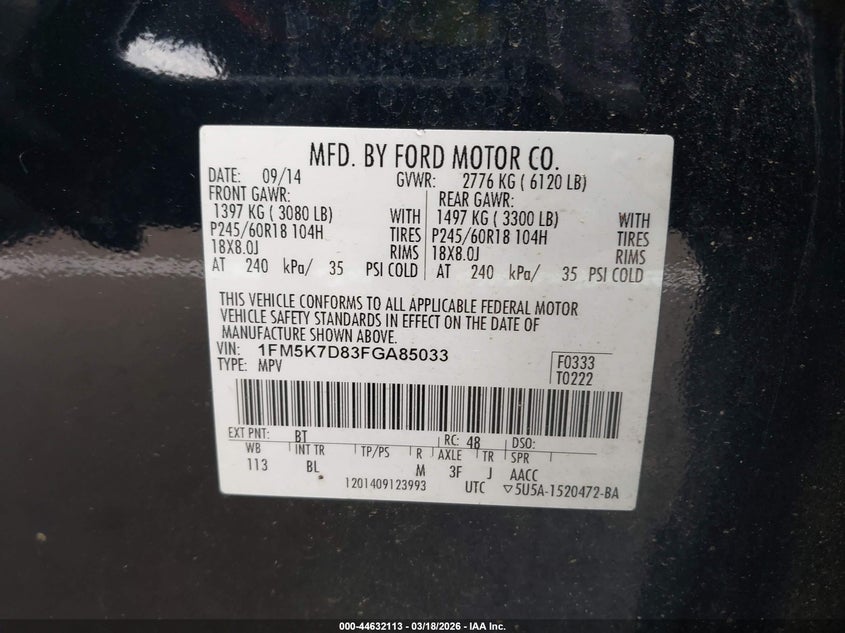 MFD. BY FORD MOTOR CO.
DATE: 09/14 GVWR: 2776 KG ( 6120 LB)
FRONT GAWR: REAR GAWR:
1397 KG ( 3080 LB) WITH 1497 KG ( 3300 LB) WITH
P245/60R18 104H TIRES P245/60R18 104H TIRES
18X8.0J RIMS 18X8.0J RIMS
AT 240 kPa/ 35 PSI COLD AT 240 kPa/ 35 PSI COLD
THIS VEHICLE CONFORMS TO ALL APPLICABLE FEDERAL MOTOR
VEHICLE SAFETY STANDARDS IN EFFECT ON THE DATE OF
MANUFACTURE SHOWN ABOVE.
VIN: 1FM5K7D83FGA85033 F0333
TYPE: MPV T0222
EXT PNT: BT RC: 48 DSO:
WB INT TR TP/PS R AXLE TR SPR
113 BL M 3F J AACC
1201409123993 UTC ▽5U5A-1520472-BA
000-44632113 - 03/18/2026 - IAA Inc.